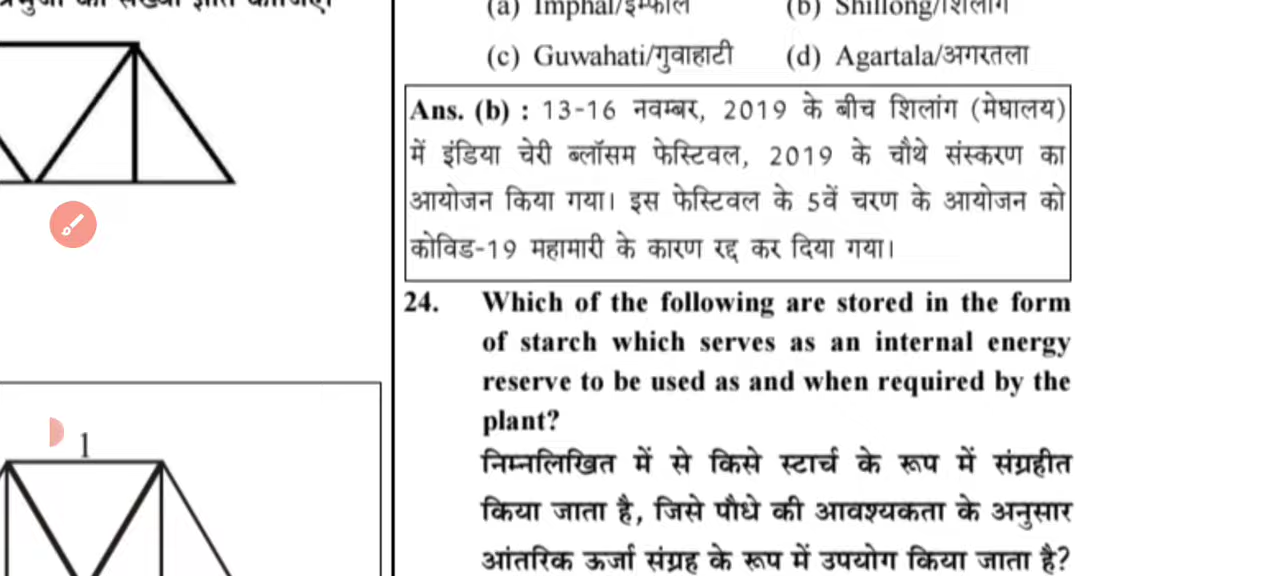 (a) Imphal/इम्फाल (b) Shillong/शिलांग
(c) Guwahati/गुवाहाटी (d) Agartala/अगरतला
Ans. (b) : 13-16 नवम्बर, 2019 के बीच शिलांग (मेघालय)
में इंडिया चेरी ब्लॉसम फेस्टिवल, 2019 के चौथे संस्करण का
आयोजन किया गया। इस फेस्टिवल के 5वें चरण के आयोजन को
कोविड-19 महामारी के कारण रद्द कर दिया गया।
24. Which of the following are stored in the form
of starch which serves as an internal energy
reserve to be used as and when required by the
plant?
निम्नलिखित में से किसे स्टार्च के रूप में संग्रहीत
किया जाता है, जिसे पौधे की आवश्यकता के अनुसार
आंतरिक ऊर्जा संग्रह के रूप में उपयोग किया जाता है?
1